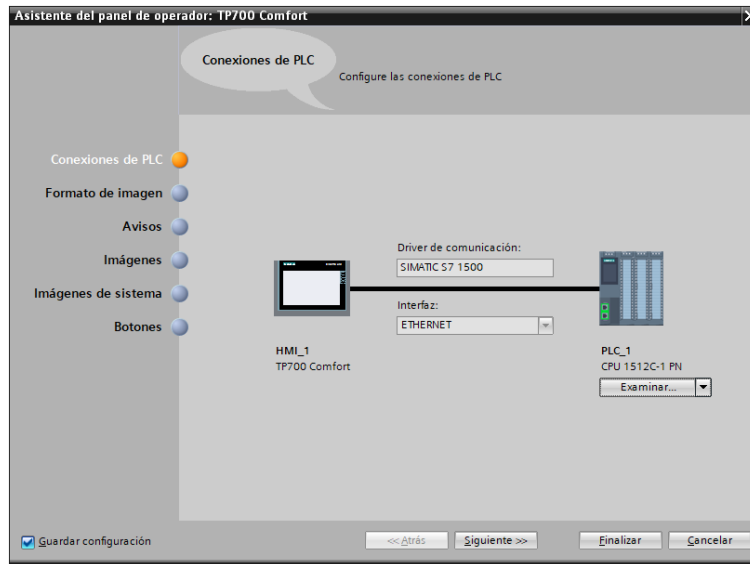 Asistente del panel de operador: TP700 Comfort
Conexiones de PLC
Configure las conexiones de PLC
Conexiones de PLC
Formato de imagen
Avisos
Imágenes
Imágenes de sistema
Botones
Driver de comunicación:
SIMATIC S7 1500
Interfaz:
ETHERNET
HMI_1
TP700 Comfort
PLC_1
CPU 1512C-1 PN
Examinar...
Guardar configuración
<< Atrás
Siguiente >>
Finalizar
Cancelar